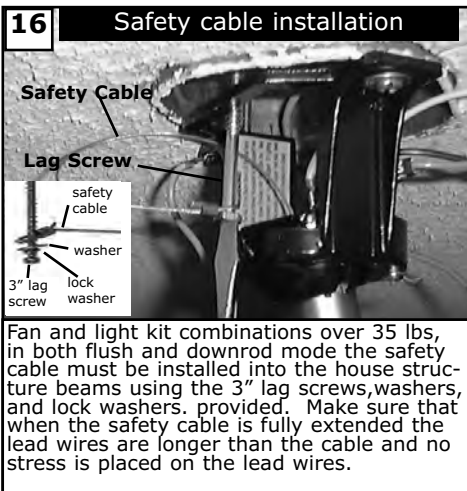 16
Safety cable installation
Safety Cable
Lag Screw
safety
cable
washer
lock
washer
3” lag
screw
Fan and light kit combinations over 35 lbs,
in both flush and downrod mode the safety
cable must be installed into the house struc-
ture beams using the 3” lag screws,washers,
and lock washers. provided.  Make sure that
when the safety cable is fully extended the
lead wires are longer than the cable and no
stress is placed on the lead wires.